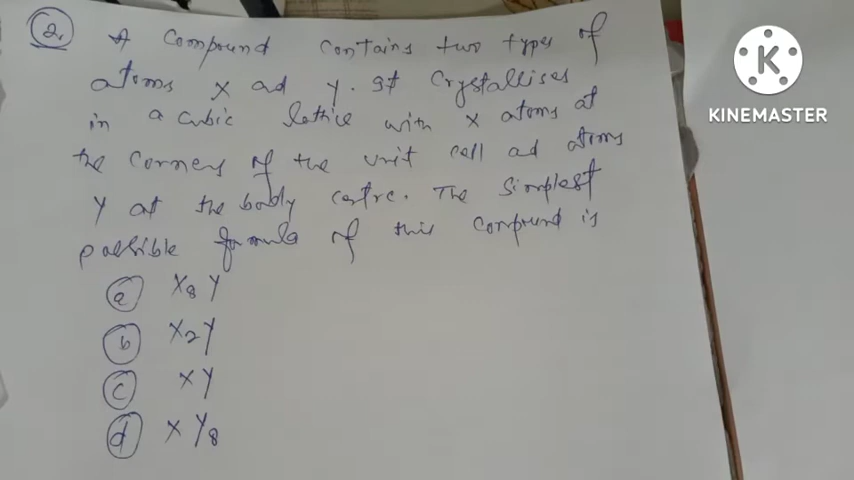 2. A Compound contains two types of
atoms X ad Y. It Crystallises
in a cubic lattice with X atoms at
the corners of the unit cell ad atoms
Y at the body centre. The Simplest
possible formula of this compound is
a X8 Y
b X2Y
c XY
d X Y8
K
KINEMASTER